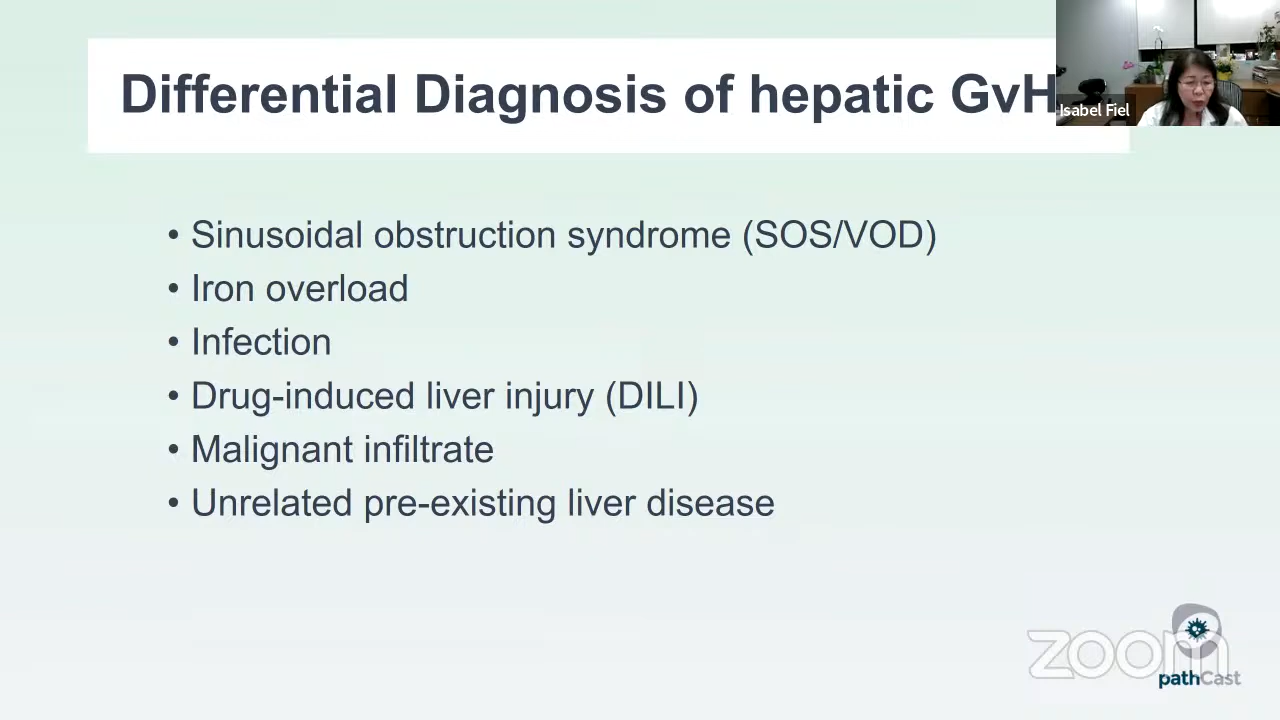 Differential Diagnosis of hepatic GvH
Isabel Fiel
• Sinusoidal obstruction syndrome (SOS/VOD)
• Iron overload
• Infection
• Drug-induced liver injury (DILI)
• Malignant infiltrate
• Unrelated pre-existing liver disease
zoom
pathCast